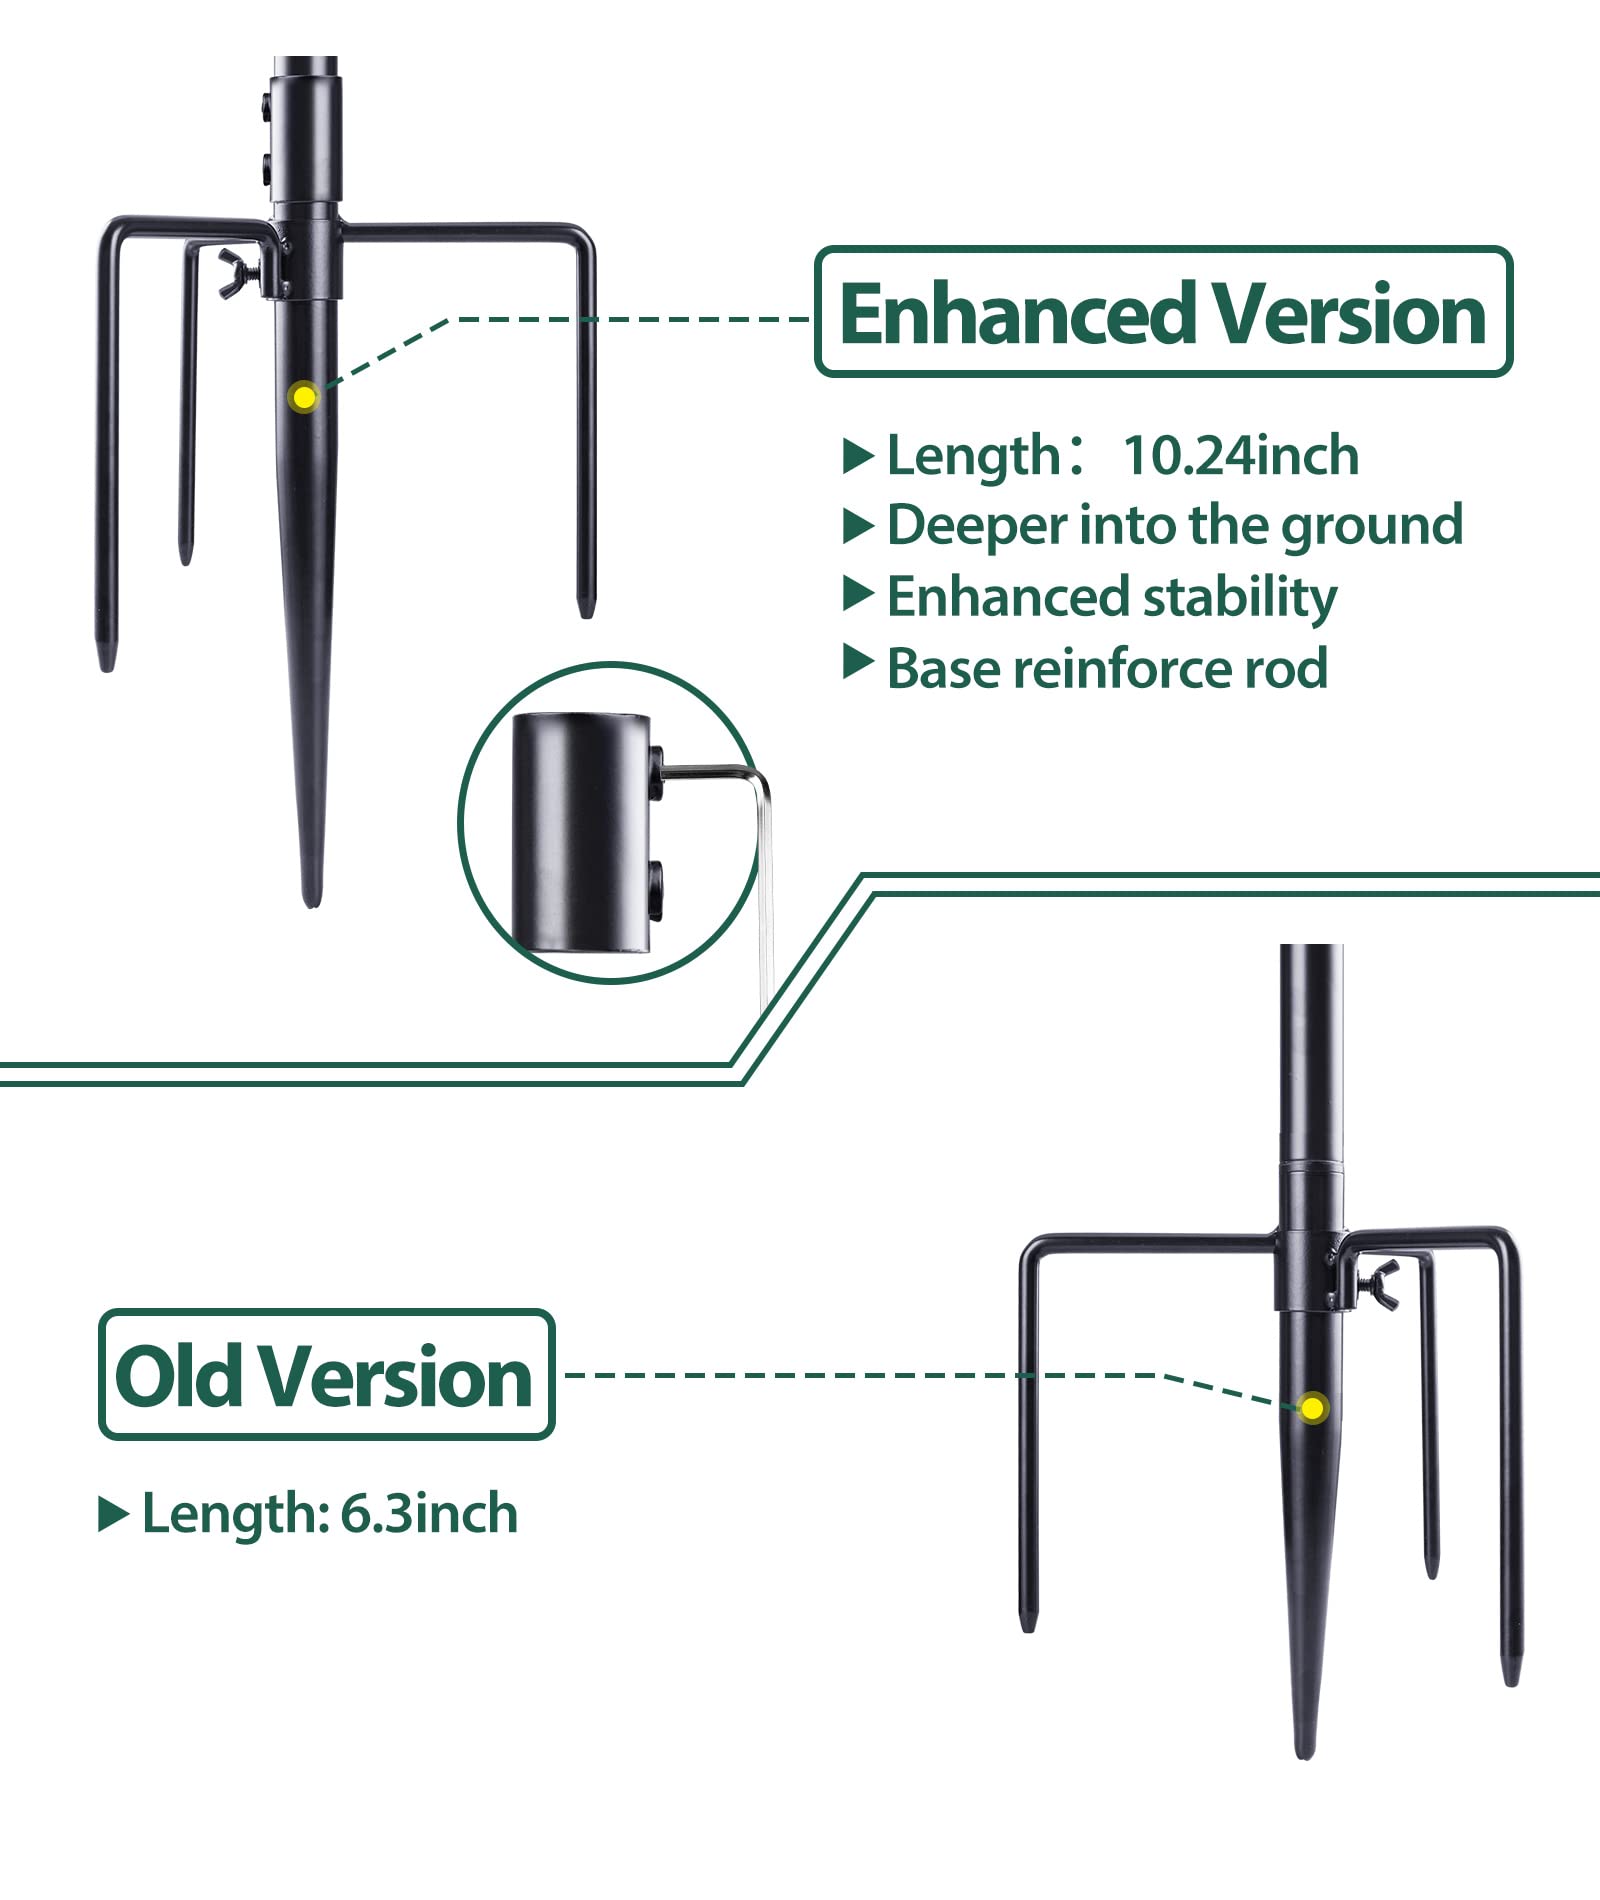 Enhanced Version
Length： 10.24inch
Deeper into the ground
Enhanced stability
Base reinforce rod
Old Version
Length: 6.3inch